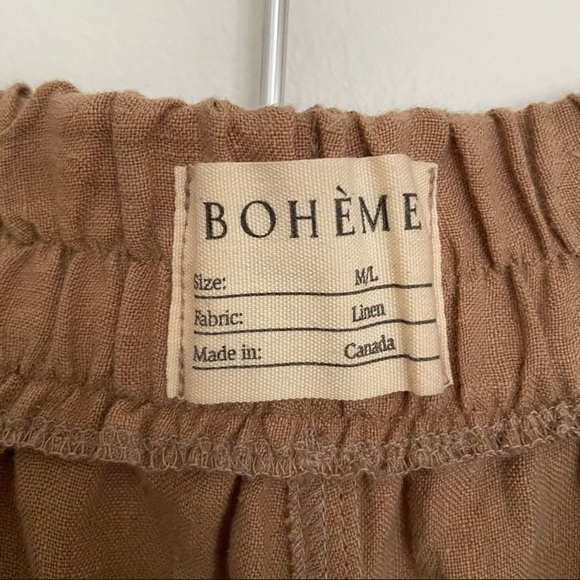 BOHÈME
Size: M/L
Fabric: Linen
Made in: Canada